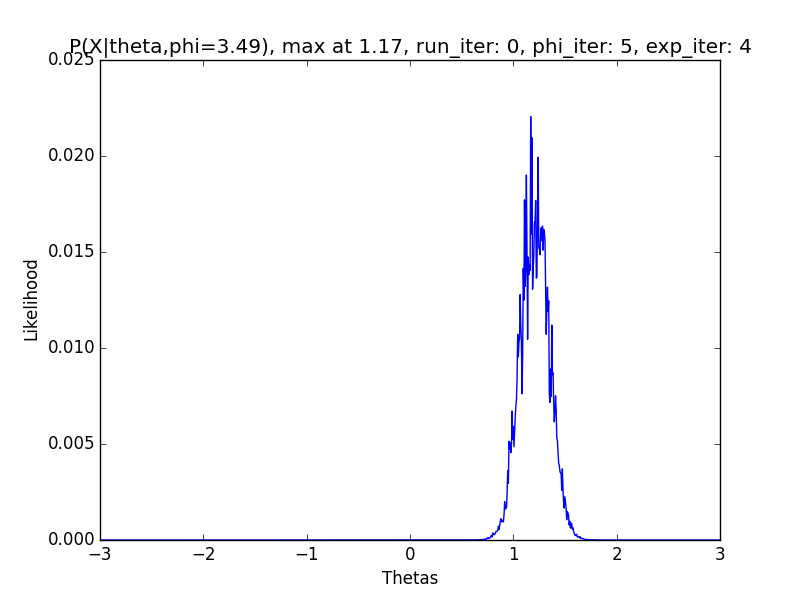 P(X|theta,phi=3.49), max at 1.17, run_iter: 0, phi_iter: 5, exp_iter: 4
0.025
0.020
0.015
0.010
0.005
0.000
Likelihood
−3 −2 −1 0 1 2 3
Thetas